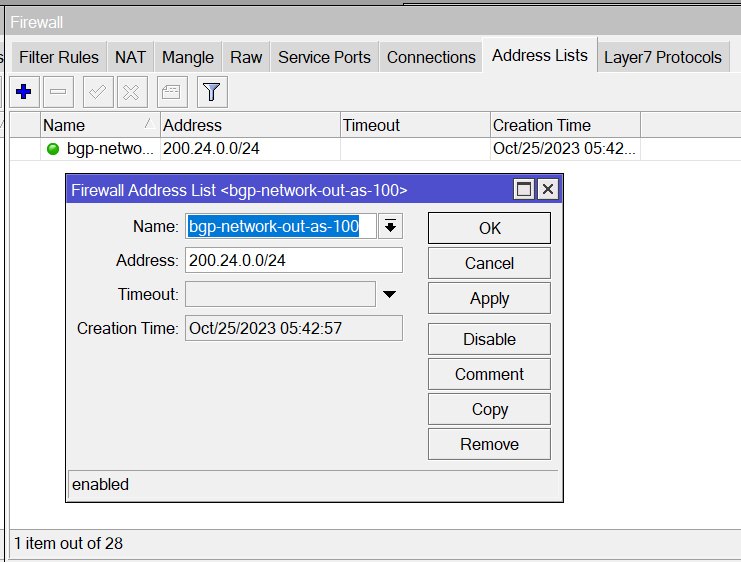 Firewall
Filter Rules NAT Mangle Raw Service Ports Connections Address Lists Layer7 Protocols
Name Address Timeout Creation Time
bgp-netwo... 200.24.0.0/24 Oct/25/2023 05:42...
Firewall Address List <bgp-network-out-as-100>
Name: bgp-network-out-as-100 OK
Address: 200.24.0.0/24 Cancel
Timeout: Apply
Creation Time: Oct/25/2023 05:42:57
Disable
Comment
Copy
Remove
enabled
1 item out of 28